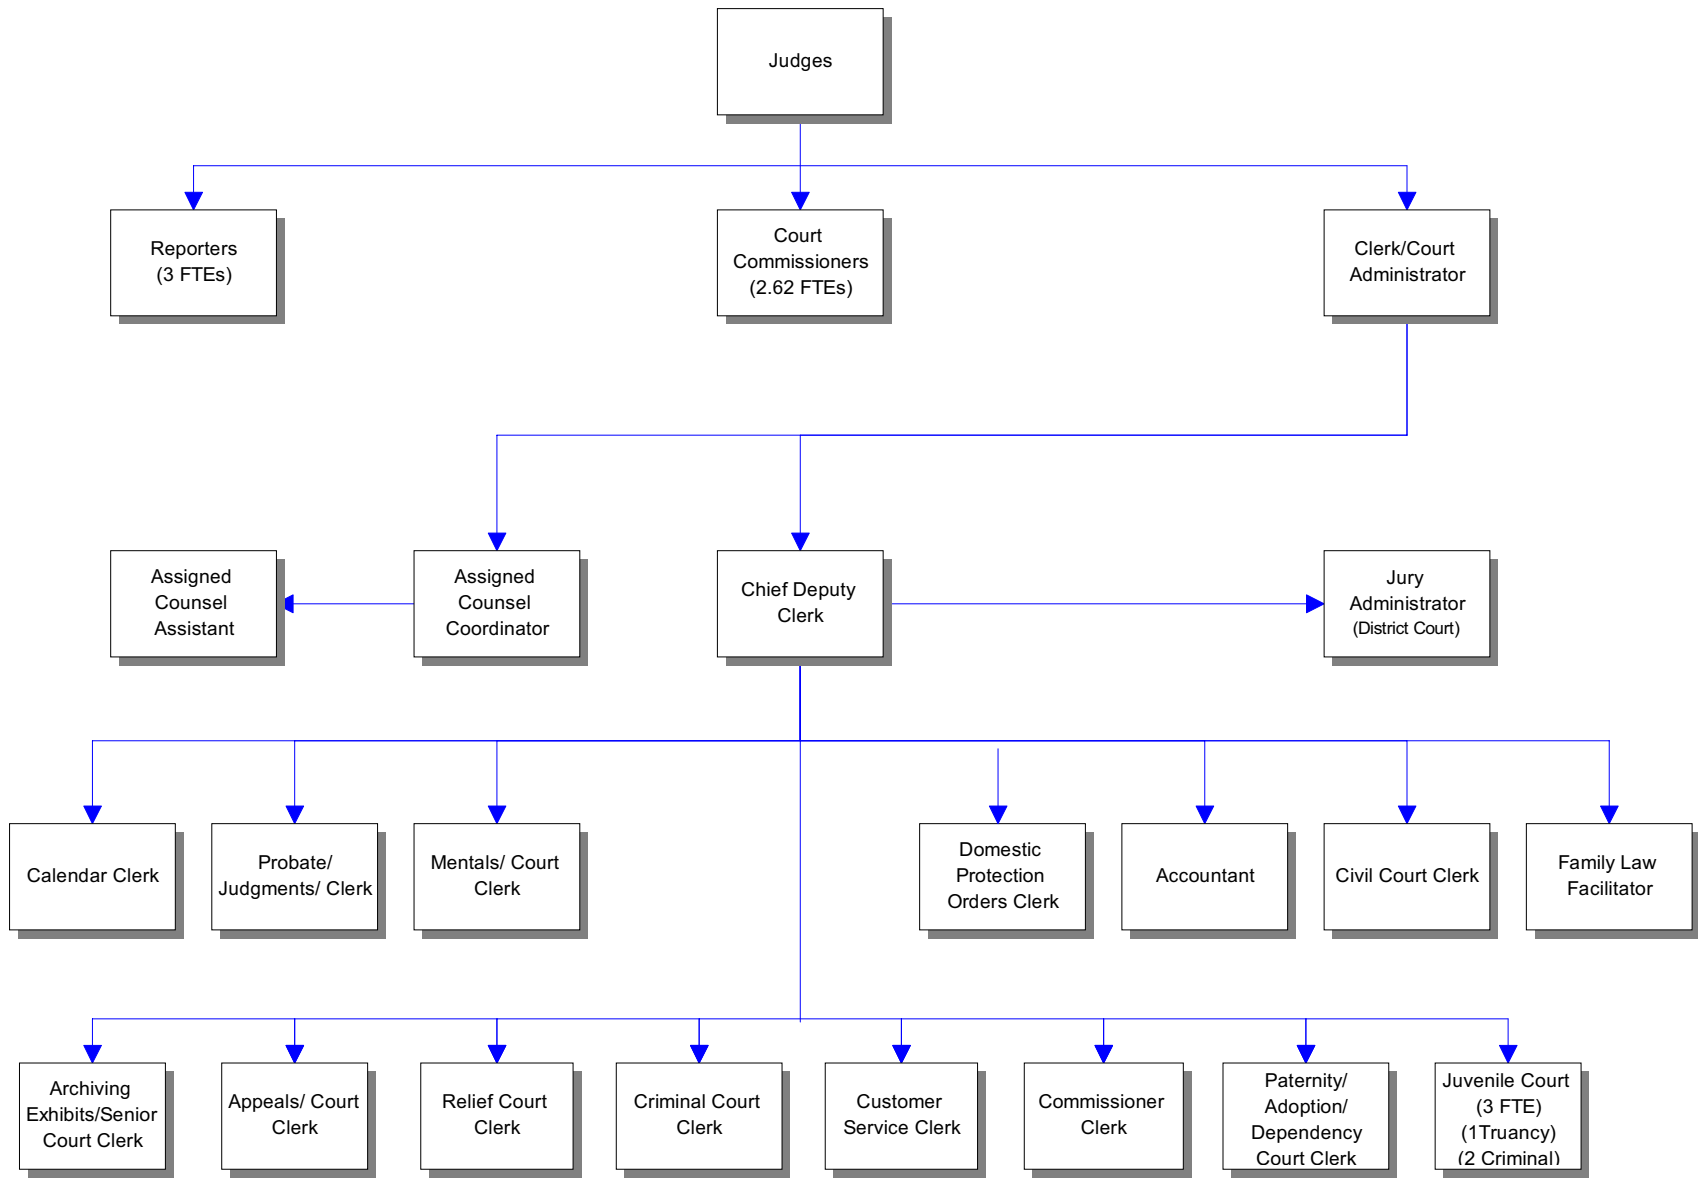 Judges
Reporters
(3 FTEs)
Court
Commissioners
(2.62 FTEs)
Clerk/Court
Administrator
Assigned
Counsel
Assistant
Assigned
Counsel
Coordinator
Chief Deputy
Clerk
Jury
Administrator
(District Court)
Calendar Clerk
Probate/
Judgments/ Clerk
Mentals/ Court
Clerk
Domestic
Protection
Orders Clerk
Accountant
Civil Court Clerk
Family Law
Facilitator
Archiving
Exhibits/Senior
Court Clerk
Appeals/ Court
Clerk
Relief Court
Clerk
Criminal Court
Clerk
Customer
Service Clerk
Commissioner
Clerk
Paternity/
Adoption/
Dependency
Court Clerk
Juvenile Court
(3 FTE)
(1Truancy)
(2 Criminal)